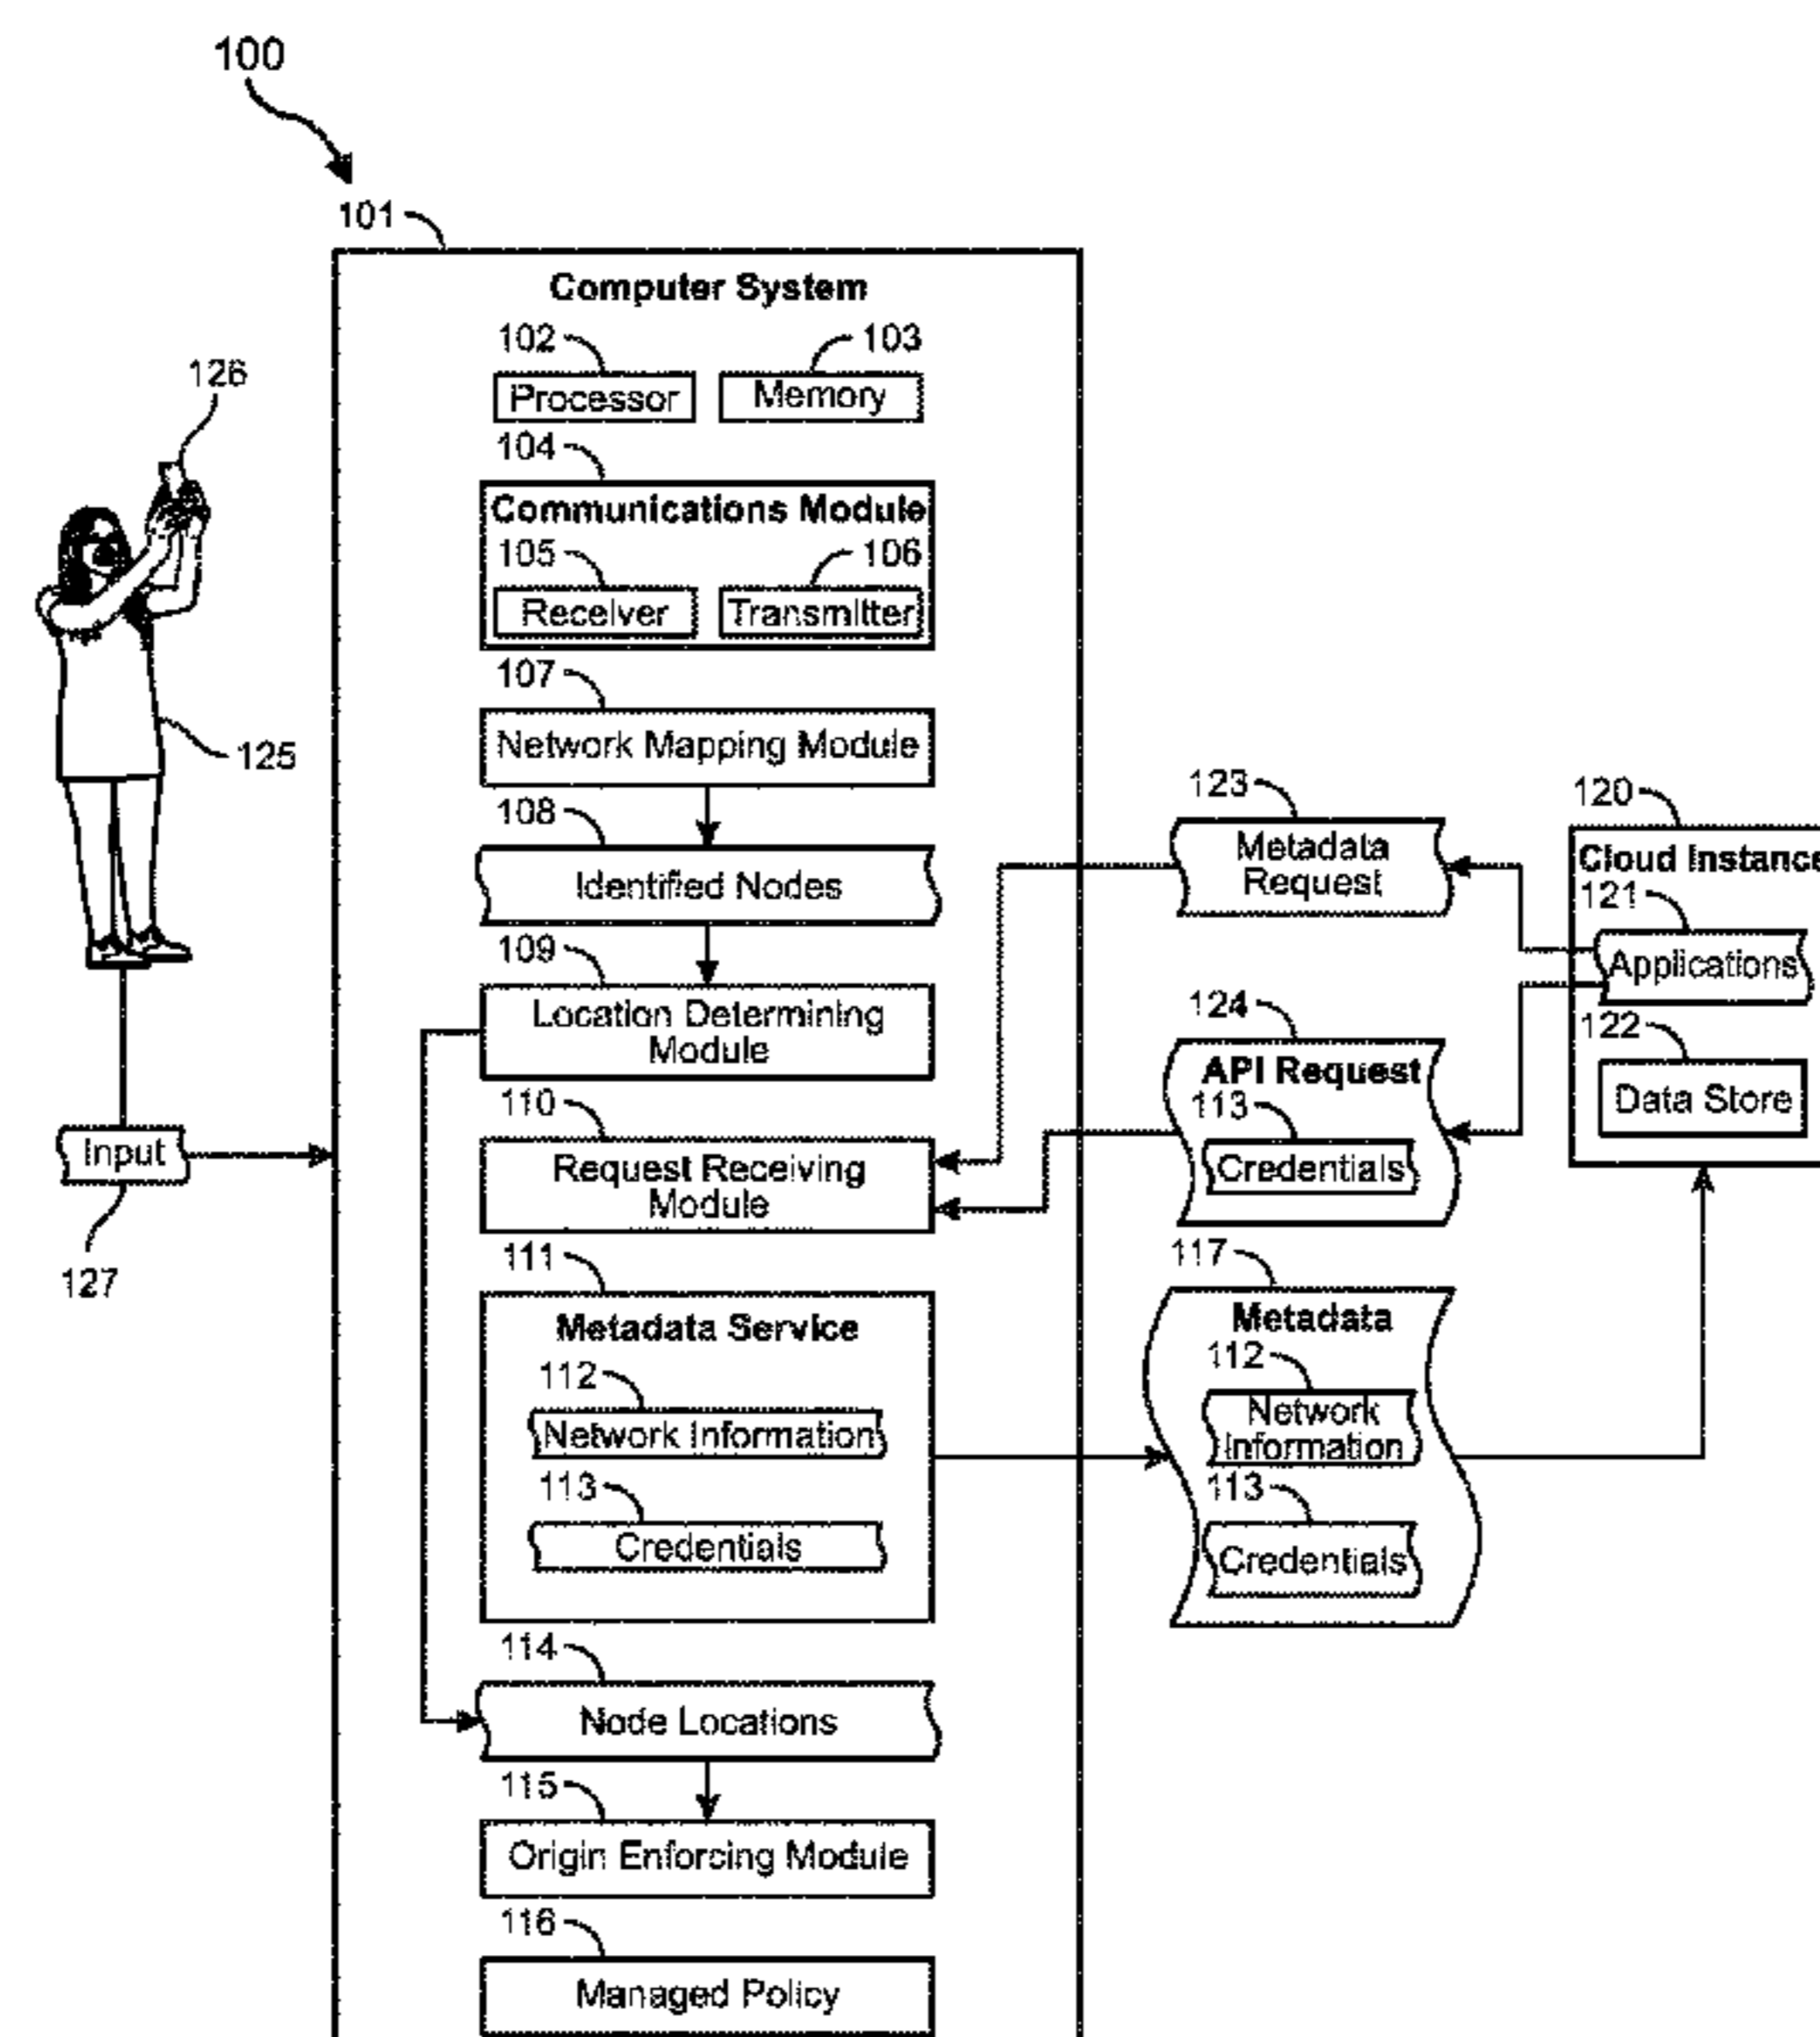 100
101
Computer System
102
103
Processor
Memory
104
Communications Module
105
106
Receiver
Transmitter
107
Network Mapping Module
108
Identified Nodes
109
Location Determining
Module
110
Request Receiving
Module
111
Metadata Service
112
Network Information
113
Credentials
114
Node Locations
115
Origin Enforcing Module
116
Managed Policy
126
125
Input
127
123
Metadata
Request
124
API Request
113
Credentials
117
Metadata
112
Network
Information
113
Credentials
120
Cloud Instance
121
Applications
122
Data Store